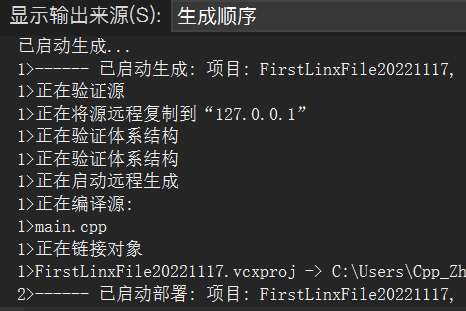 显示输出来源(S): 生成顺序
已启动生成...
1>------ 已启动生成: 项目: FirstLinxFile20221117,
1>正在验证源
1>正在将源远程复制到“127.0.0.1”
1>正在验证体系结构
1>正在验证体系结构
1>正在启动远程生成
1>正在编译源:
1>main.cpp
1>正在链接对象
1>FirstLinxFile20221117.vcxproj -> C:\Users\Cpp_Zh
2>------ 已启动部署: 项目: FirstLinxFile20221117,